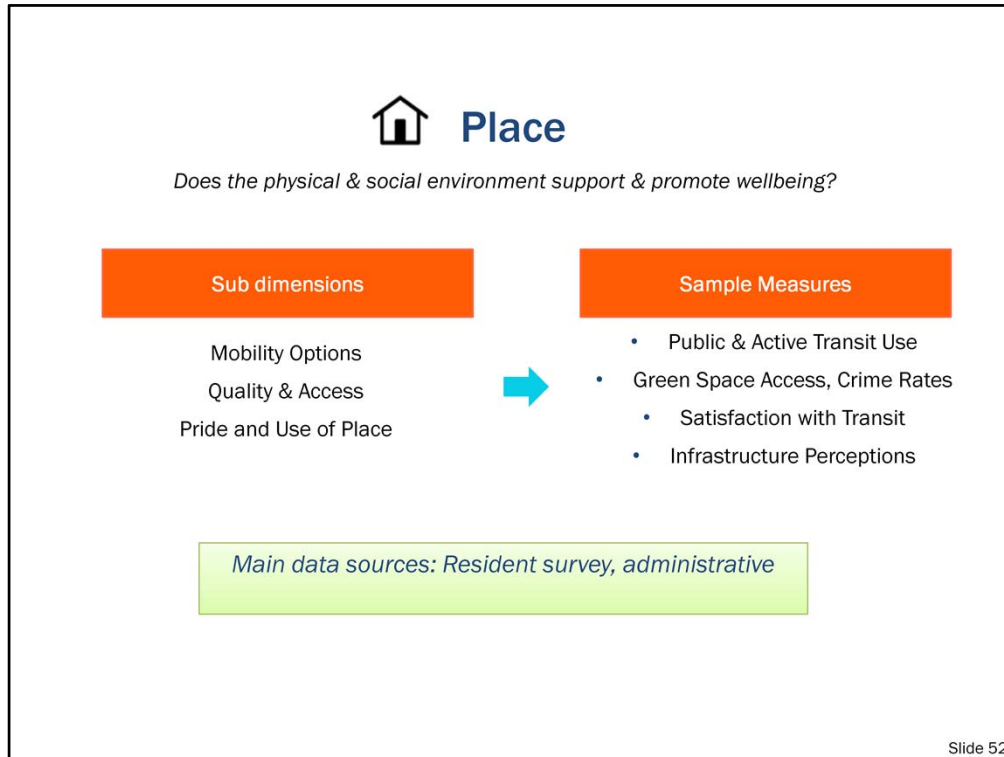 Place
Does the physical & social environment support & promote wellbeing?
Sub dimensions
Mobility Options
Quality & Access
Pride and Use of Place
Sample Measures
• Public & Active Transit Use
• Green Space Access, Crime Rates
• Satisfaction with Transit
• Infrastructure Perceptions
Main data sources: Resident survey, administrative
Slide 52